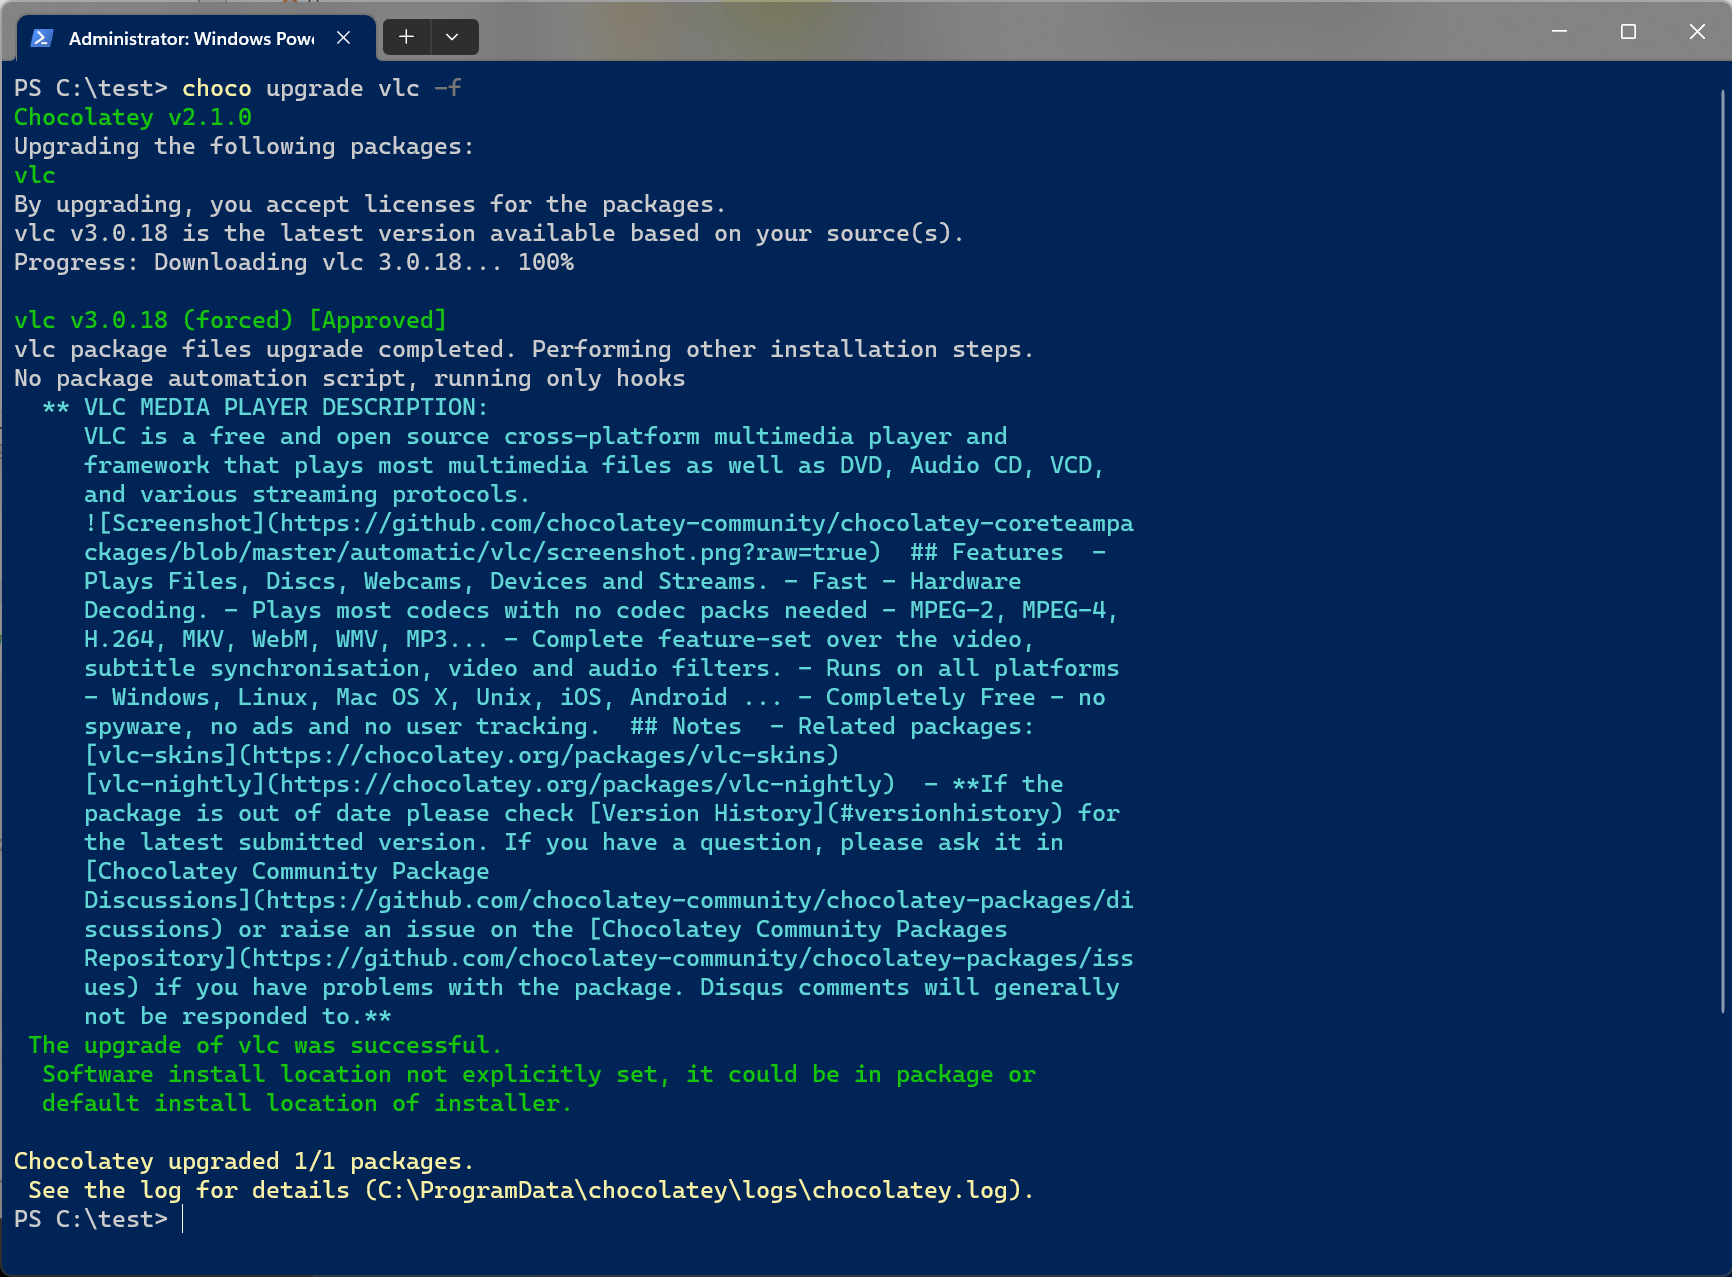 Administrator: Windows Pow
PS C:\test> choco upgrade vlc -f
Chocolatey v2.1.0
Upgrading the following packages:
vlc
By upgrading, you accept licenses for the packages.
vlc v3.0.18 is the latest version available based on your source(s).
Progress: Downloading vlc 3.0.18... 100%
vlc v3.0.18 (forced) [Approved]
vlc package files upgrade completed. Performing other installation steps.
No package automation script, running only hooks
** VLC MEDIA PLAYER DESCRIPTION:
VLC is a free and open source cross-platform multimedia player and
framework that plays most multimedia files as well as DVD, Audio CD, VCD,
and various streaming protocols.
![Screenshot](https://github.com/chocolatey-community/chocolatey-coreteampa
ckages/blob/master/automatic/vlc/screenshot.png?raw=true)  ## Features  -
Plays Files, Discs, Webcams, Devices and Streams. - Fast - Hardware
Decoding. - Plays most codecs with no codec packs needed - MPEG-2, MPEG-4,
H.264, MKV, WebM, WMV, MP3... - Complete feature-set over the video,
subtitle synchronisation, video and audio filters. - Runs on all platforms
- Windows, Linux, Mac OS X, Unix, iOS, Android ... - Completely Free - no
spyware, no ads and no user tracking.  ## Notes  - Related packages:
[vlc-skins](https://chocolatey.org/packages/vlc-skins)
[vlc-nightly](https://chocolatey.org/packages/vlc-nightly)  - **If the
package is out of date please check [Version History](#versionhistory) for
the latest submitted version. If you have a question, please ask it in
[Chocolatey Community Package
Discussions](https://github.com/chocolatey-community/chocolatey-packages/di
scussions) or raise an issue on the [Chocolatey Community Packages
Repository](https://github.com/chocolatey-community/chocolatey-packages/iss
ues) if you have problems with the package. Disqus comments will generally
not be responded to.**
The upgrade of vlc was successful.
Software install location not explicitly set, it could be in package or
default install location of installer.
Chocolatey upgraded 1/1 packages.
See the log for details (C:\ProgramData\chocolatey\logs\chocolatey.log).
PS C:\test>